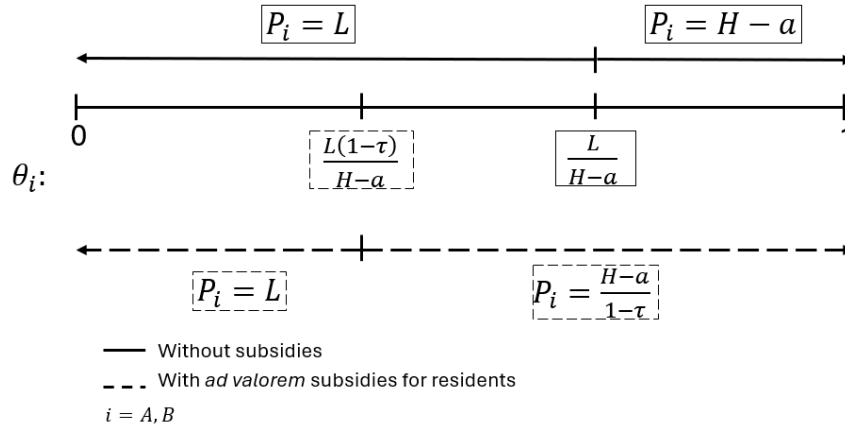 P_i = L
P_i = H − a
0
1
L(1−τ)/(H−a)
L/(H−a)
θ_i:
P_i = L
P_i = (H−a)/(1−τ)
Without subsidies
With ad valorem subsidies for residents
i = A, B